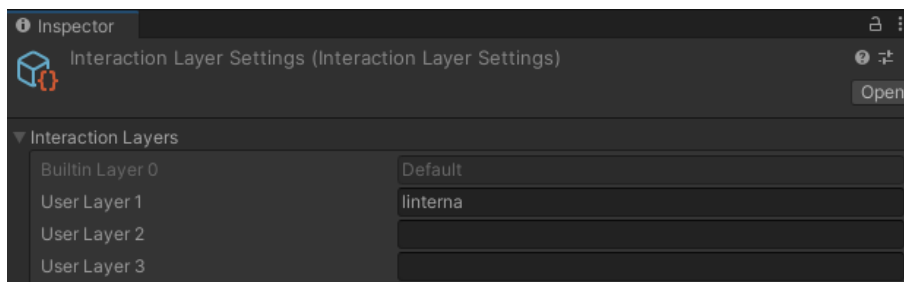 Inspector
Interaction Layer Settings (Interaction Layer Settings)
Open
Interaction Layers
Builtin Layer 0 Default
User Layer 1 linterna
User Layer 2
User Layer 3